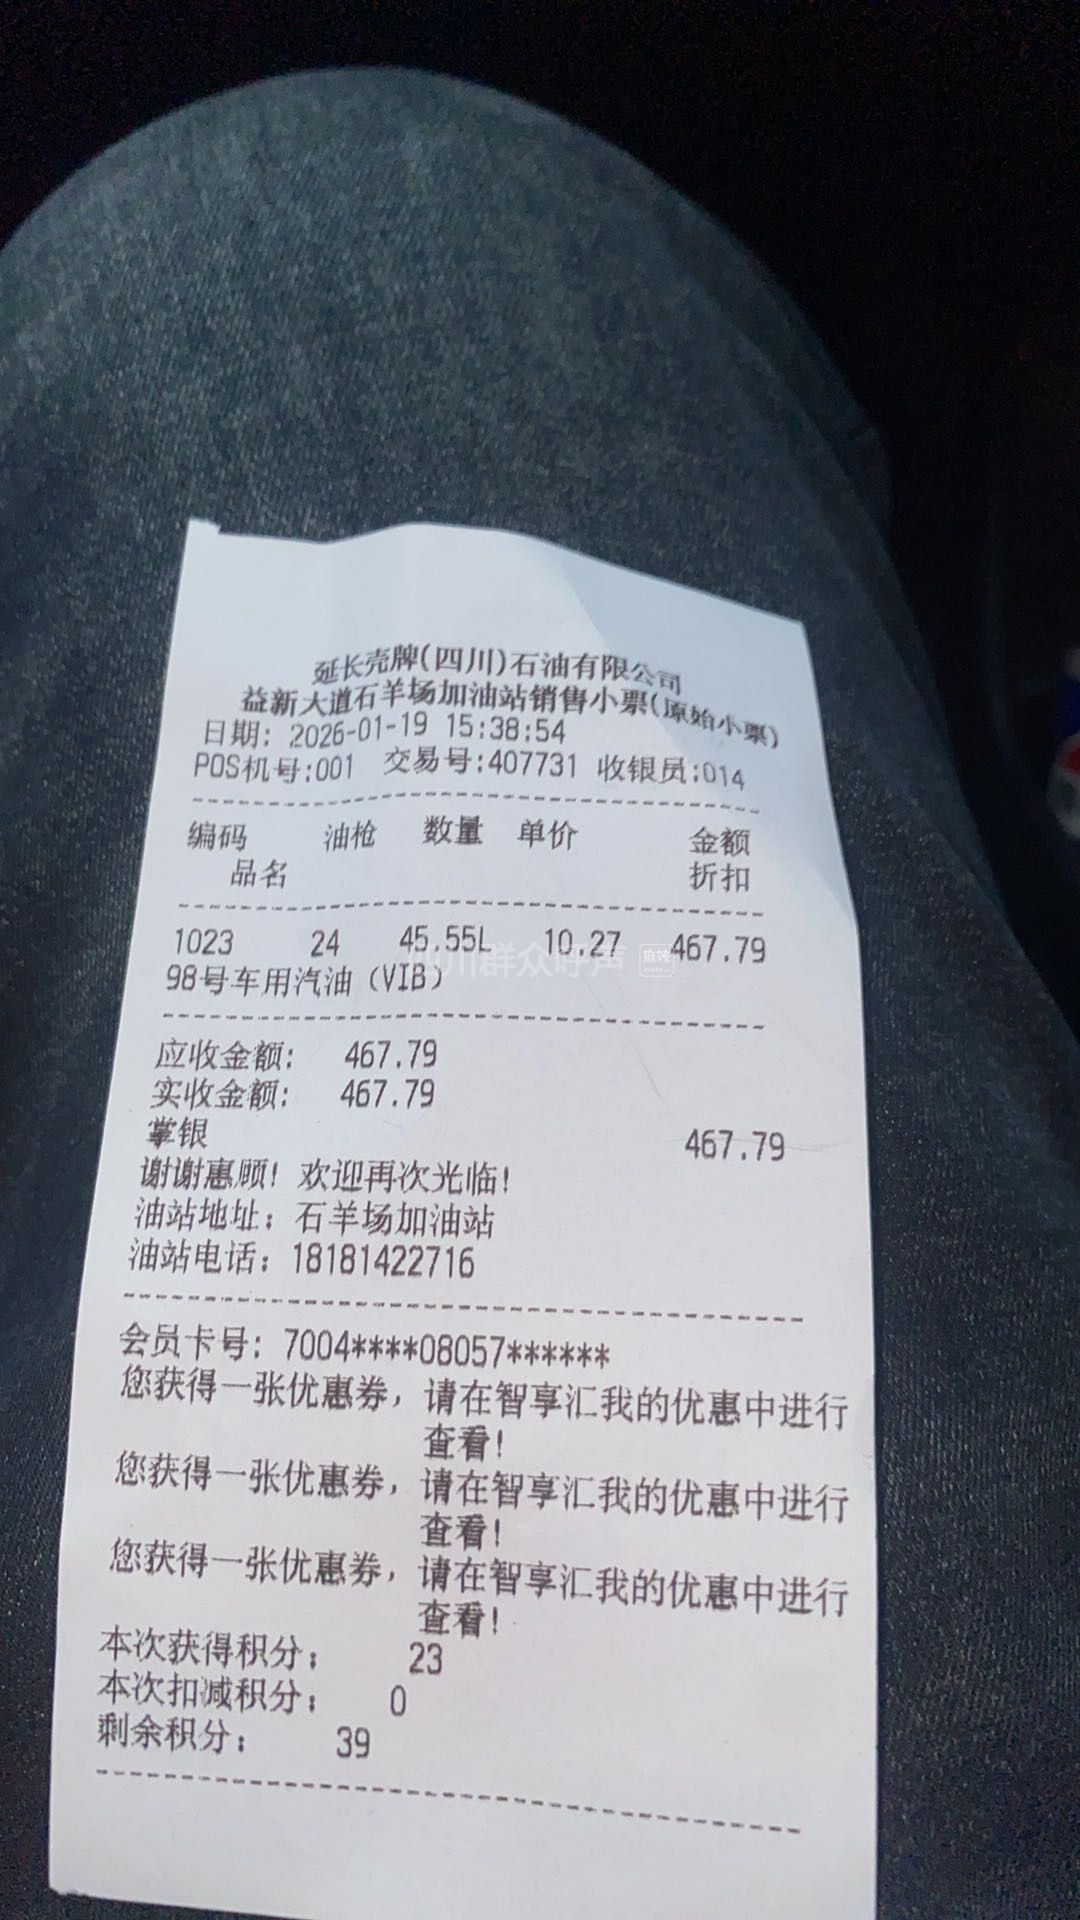 延长壳牌(四川)石油有限公司
益新大道石羊场加油站销售小票(原始小票)
日期: 2026-01-19 15:38:54
POS机号:001 交易号:407731 收银员:014
编码 油枪 数量 单价 金额
品名 折扣
1023 24 45.55L 10.27 467.79
98号车用汽油(VIB)
四川群众呼声 麻辣
应收金额: 467.79
实收金额: 467.79
掌银 467.79
谢谢惠顾! 欢迎再次光临!
油站地址: 石羊场加油站
油站电话: 18181422716
会员卡号: 7004****08057******
您获得一张优惠券, 请在智享汇我的优惠中进行
查看!
您获得一张优惠券, 请在智享汇我的优惠中进行
查看!
您获得一张优惠券, 请在智享汇我的优惠中进行
查看!
本次获得积分: 23
本次扣减积分: 0
剩余积分: 39